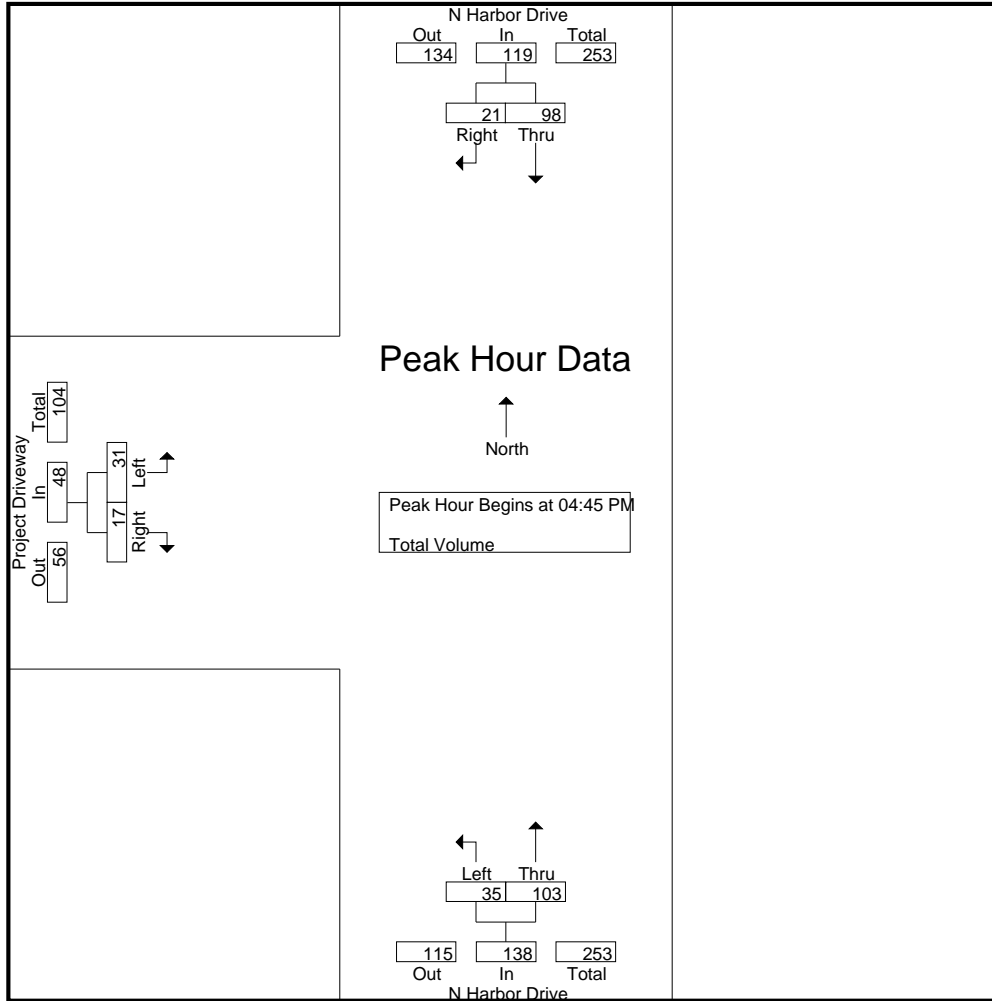 N Harbor Drive
Out In Total
134 119 253
21 98
Right Thru
Peak Hour Data
North
Peak Hour Begins at 04:45 PM
Total Volume
Project Driveway
Out In Total
56 48 104
17 31
Right Left
Left Thru
35 103
115 138 253
Out In Total
N Harbor Drive